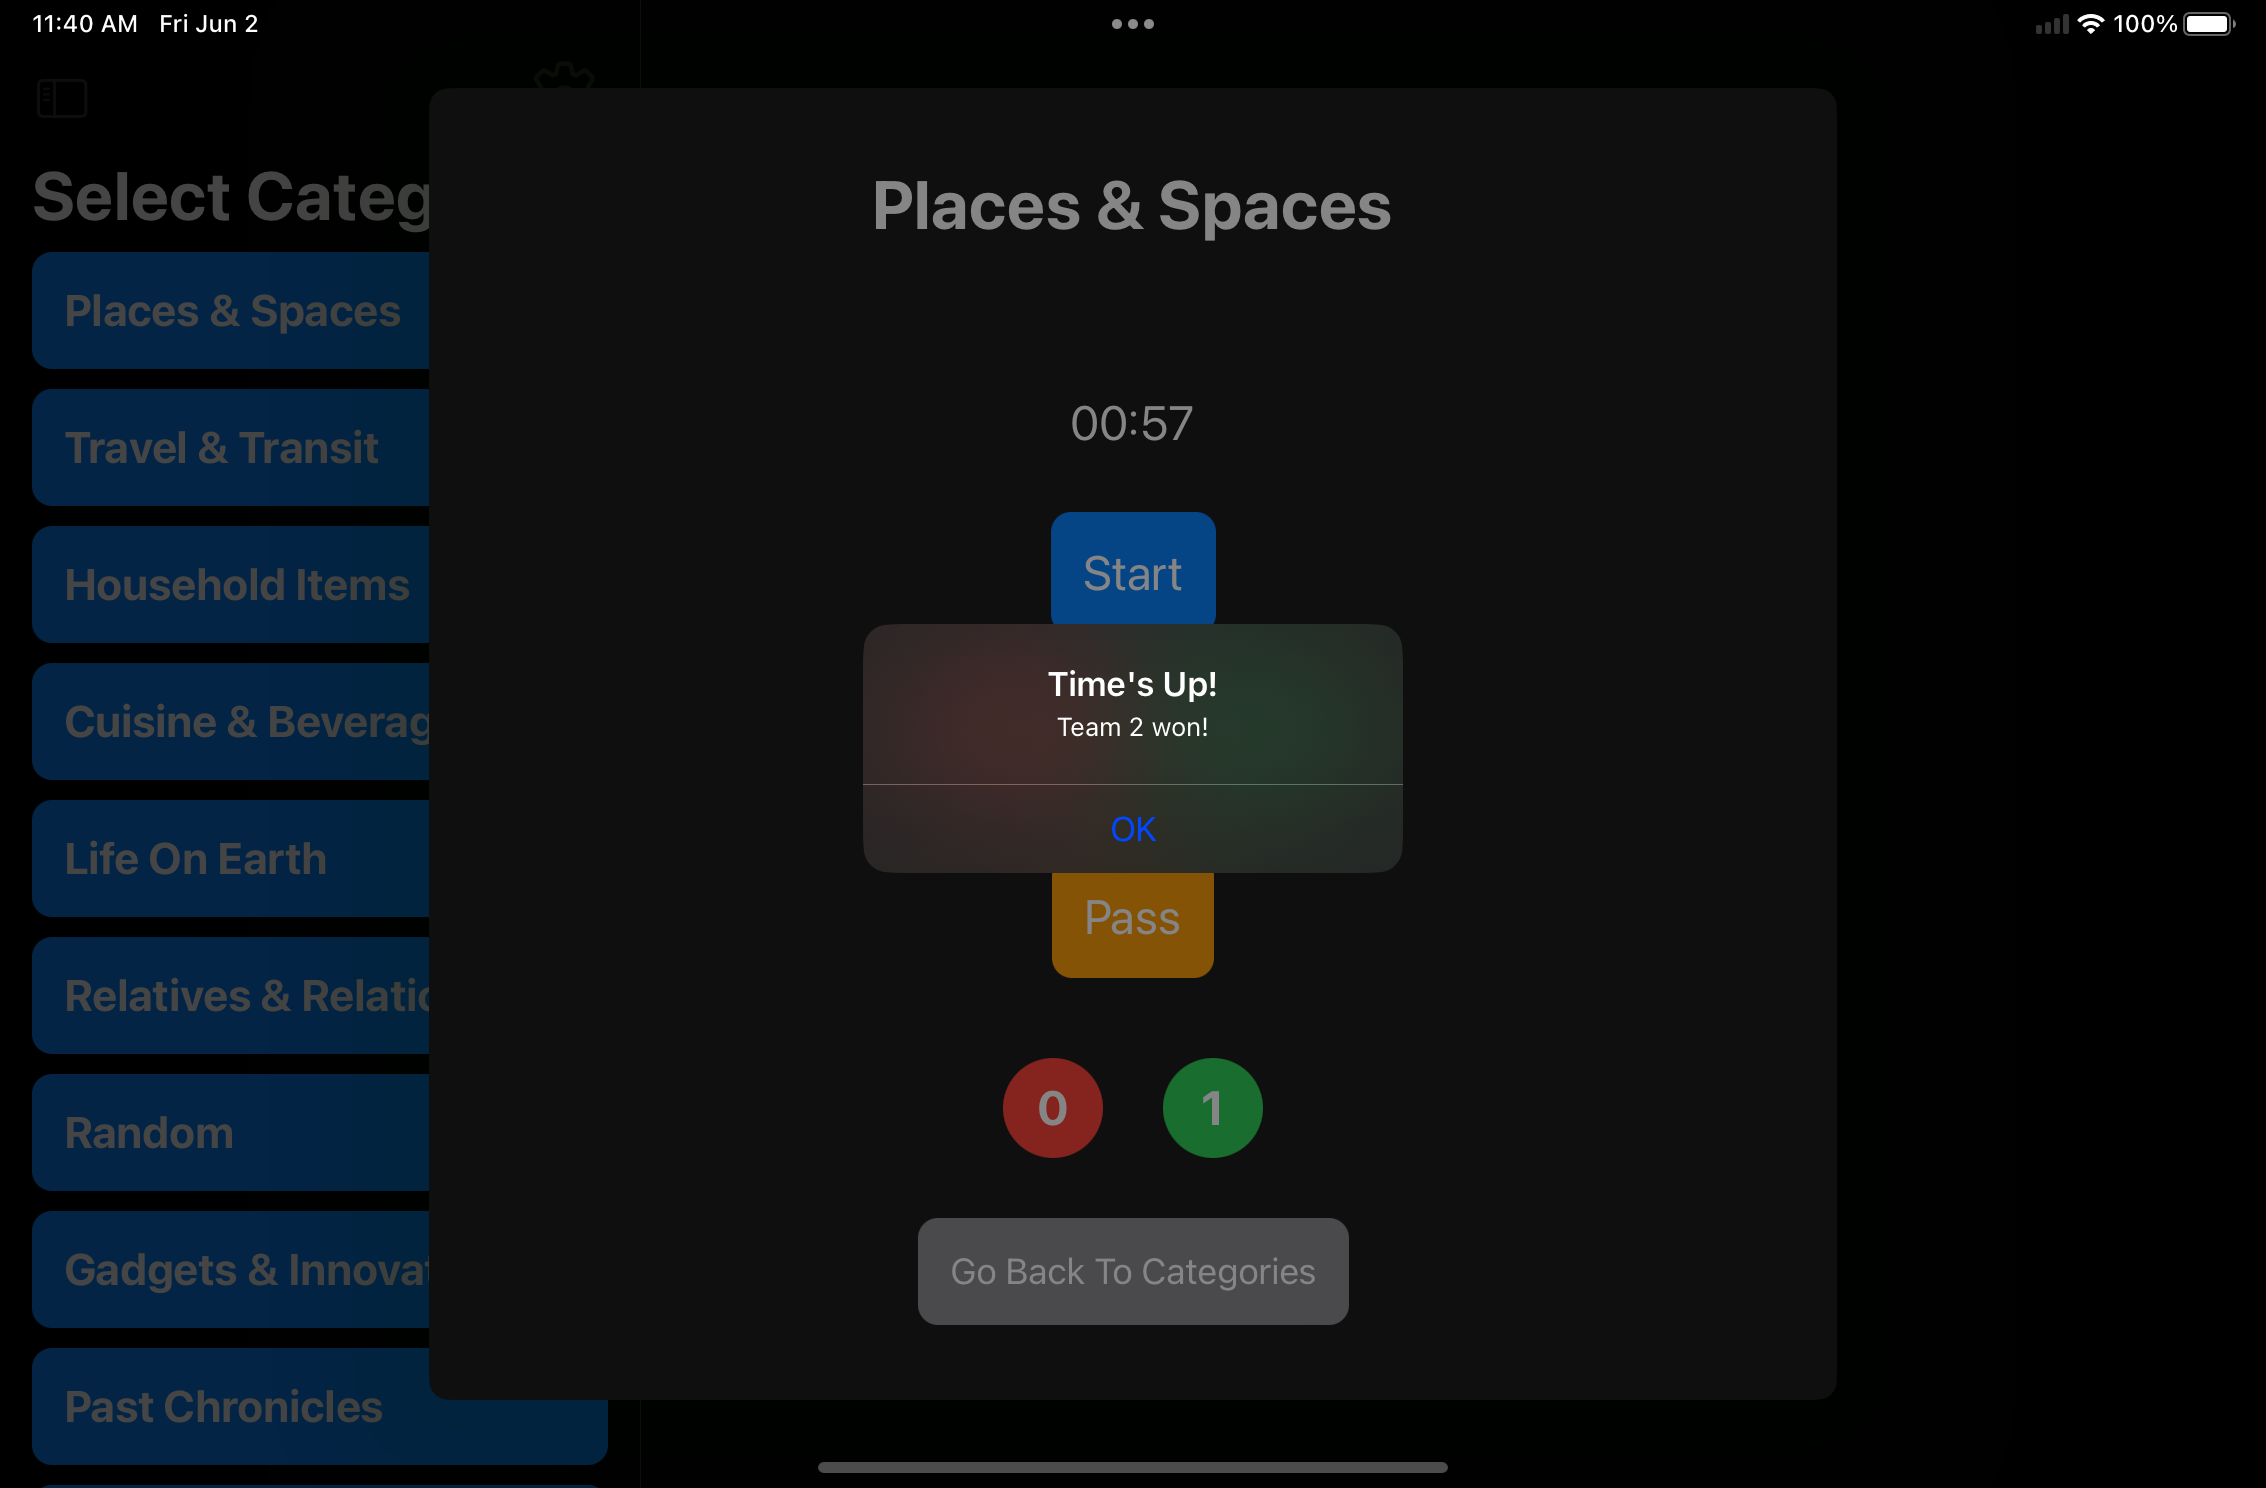 11:40 AM Fri Jun 2
100%
Select Categ
Places & Spaces
Travel & Transit
Household Items
Cuisine & Beverag
Life On Earth
Relatives & Relatio
Random
Gadgets & Innovat
Past Chronicles
Places & Spaces
00:57
Start
Time's Up!
Team 2 won!
OK
Pass
0 1
Go Back To Categories